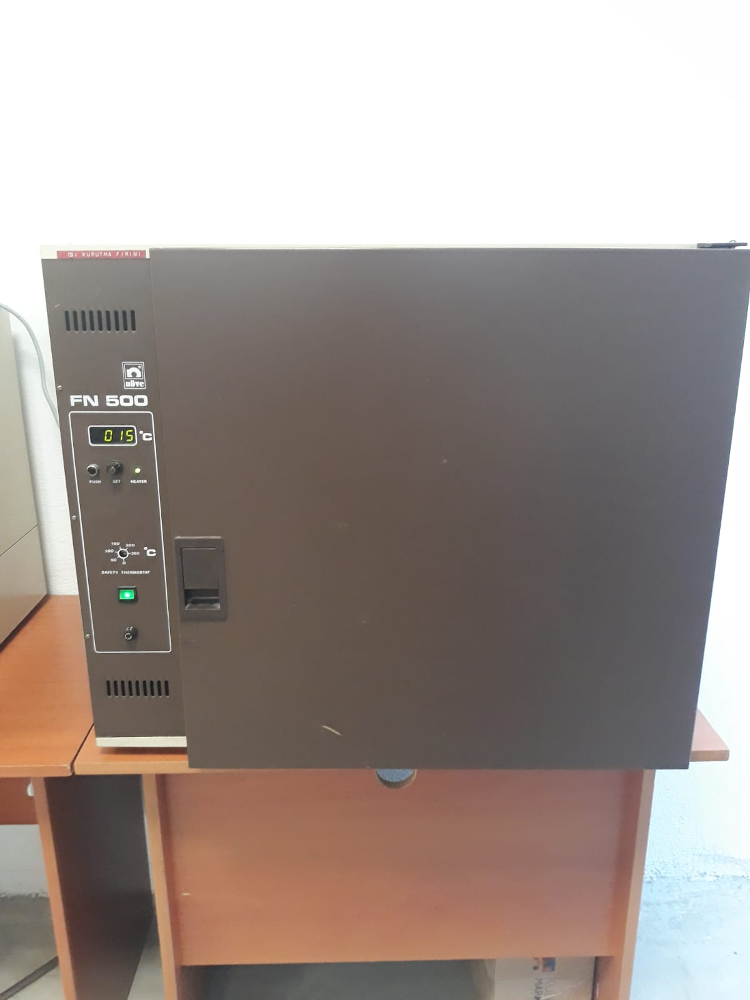 KURUTMA FIRINI
nüve
FN 500
015 °C
PUSH SET HEATER
150 200
100 250 °C
50 0
SAFETY THERMOSTAT